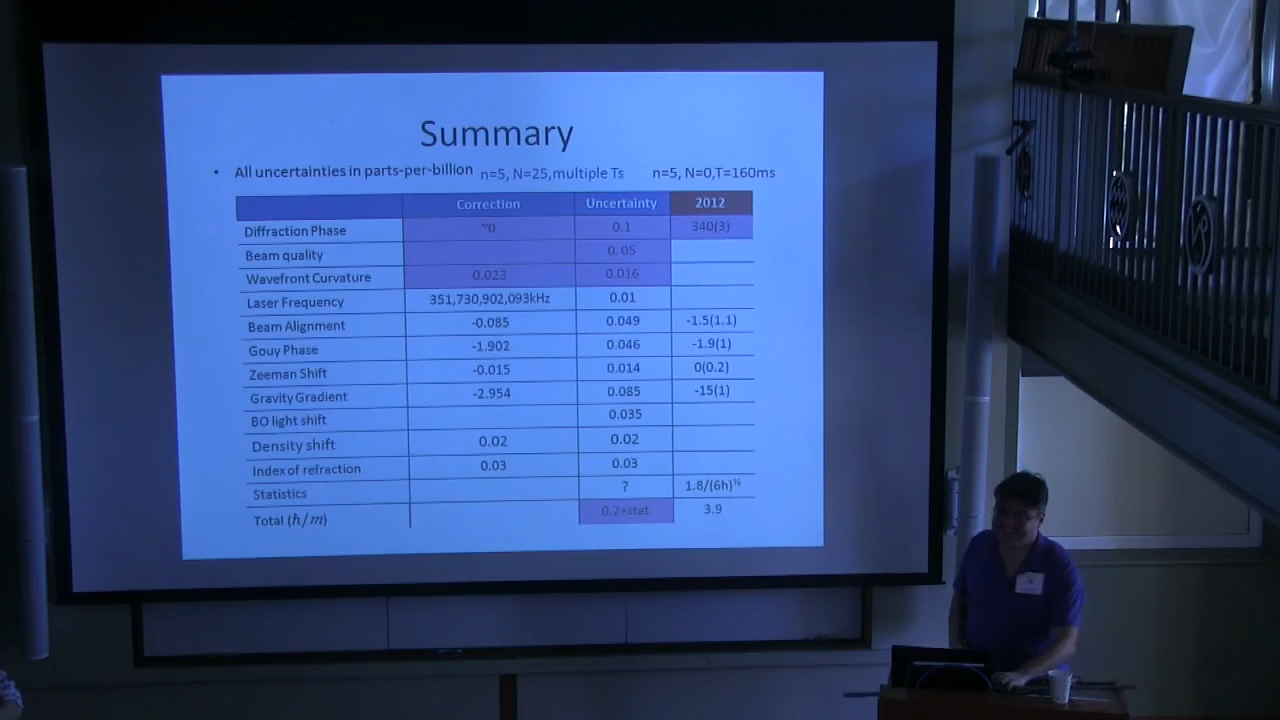 Summary
• All uncertainties in parts-per-billion n=5, N=25,multiple Ts n=5, N=0,T=160ms
Correction Uncertainty 2012
Diffraction Phase ~0 0.1 340(3)
Beam quality 0.05
Wavefront Curvature 0.023 0.016
Laser Frequency 351,730,902,093kHz 0.01
Beam Alignment -0.085 0.049 -1.5(1.1)
Gouy Phase -1.902 0.046 -1.9(1)
Zeeman Shift -0.015 0.014 0(0.2)
Gravity Gradient -2.954 0.085 -15(1)
BO light shift 0.035
Density shift 0.02 0.02
Index of refraction 0.03 0.03
Statistics ? 1.8/(6h)^½
Total (ℏ/m) 0.2+stat 3.9